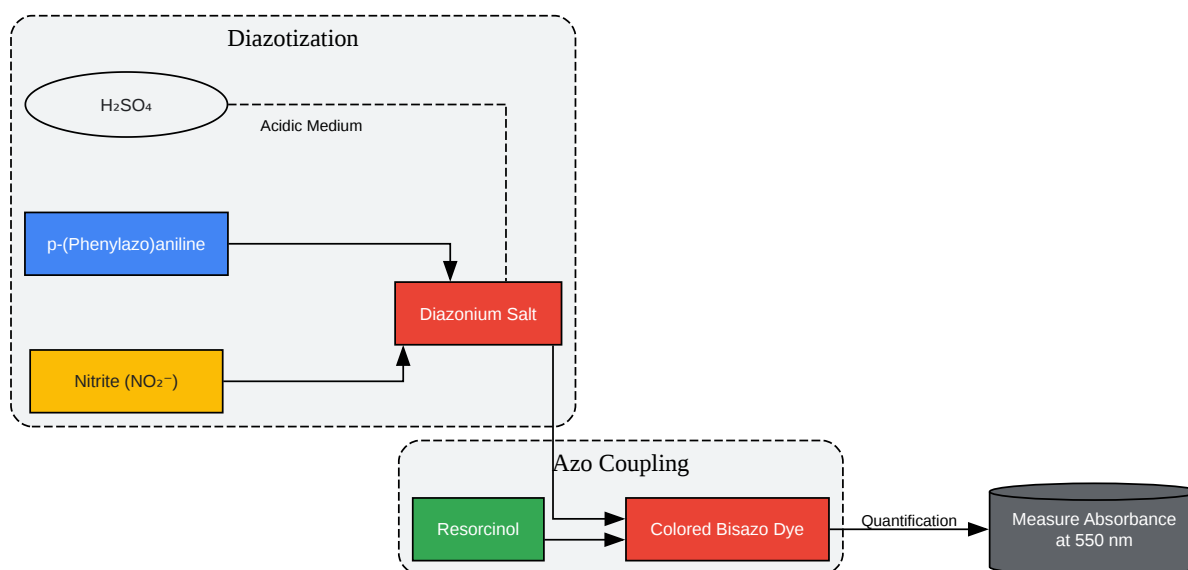 Diazotization
H₂SO₄
Acidic Medium
p-(Phenylazo)aniline
Diazonium Salt
Nitrite (NO₂⁻)
Azo Coupling
Resorcinol
Colored Bisazo Dye
Quantification
Measure Absorbance
at 550 nm